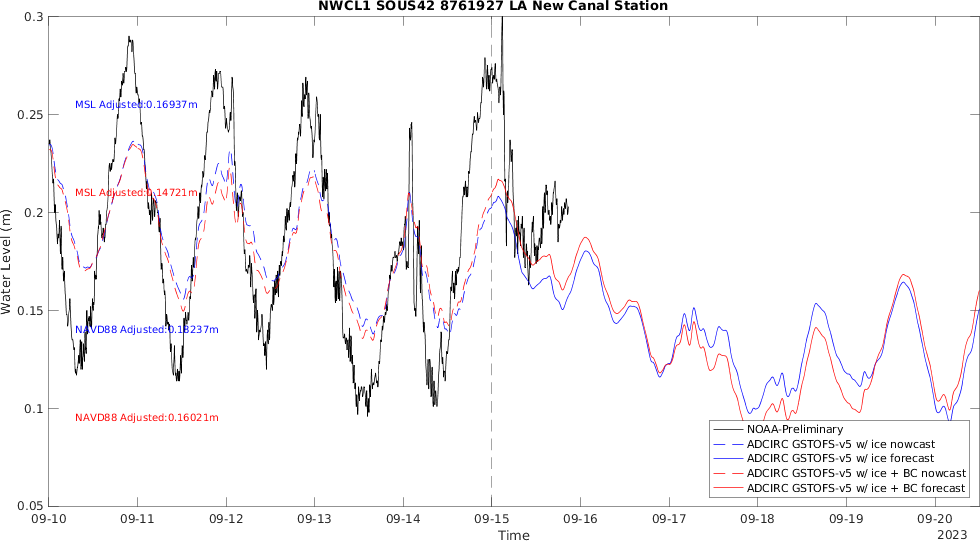 NWCL1 SOUS42 8761927 LA New Canal Station
Water Level (m)
0.3
0.25
0.2
0.15
0.1
0.05
MSL Adjusted:0.16937m
MSL Adjusted:0.14721m
NAVD88 Adjusted:0.18237m
NAVD88 Adjusted:0.16021m
NOAA-Preliminary
ADCIRC GSTOFS-v5 w/ ice nowcast
ADCIRC GSTOFS-v5 w/ ice forecast
ADCIRC GSTOFS-v5 w/ ice + BC nowcast
ADCIRC GSTOFS-v5 w/ ice + BC forecast
09-10 09-11 09-12 09-13 09-14 09-15 09-16 09-17 09-18 09-19 09-20
Time
2023